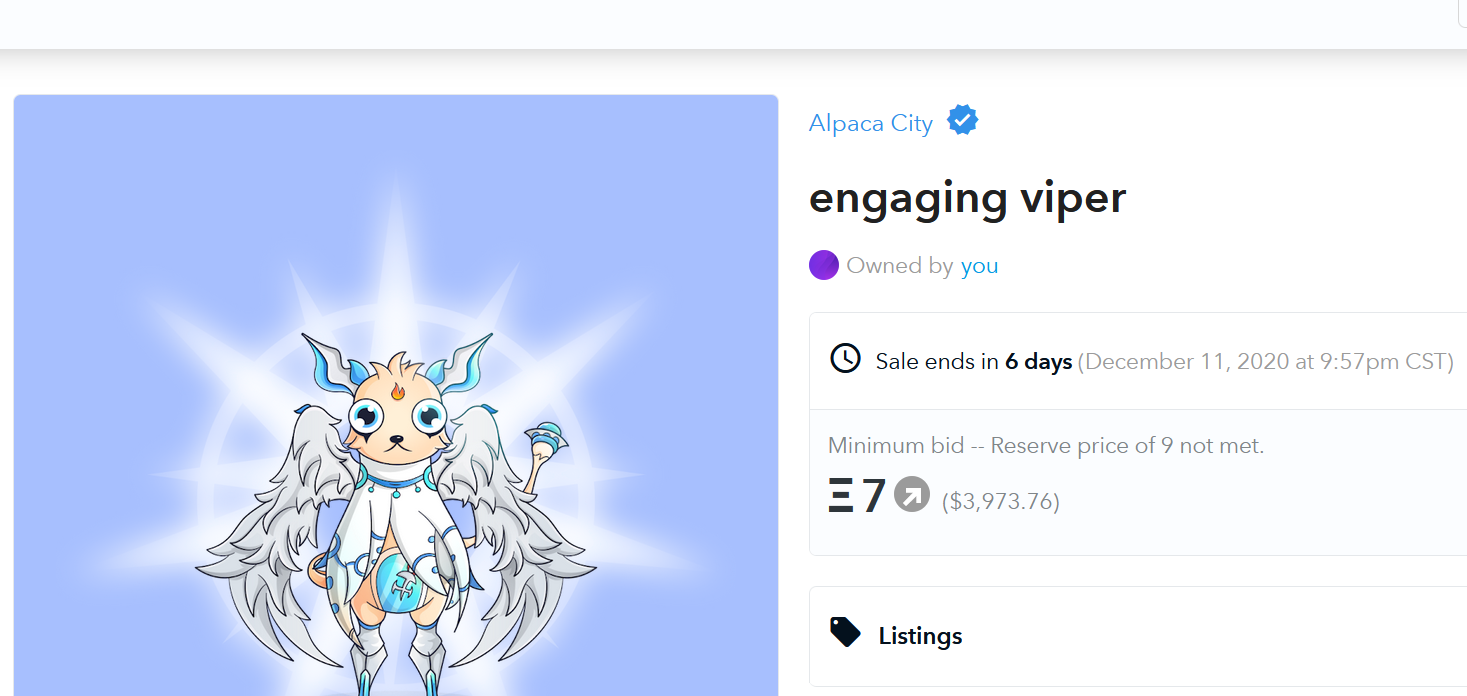 Alpaca City
engaging viper
Owned by you
Sale ends in 6 days (December 11, 2020 at 9:57pm CST)
Minimum bid -- Reserve price of 9 not met.
Ξ 7 ($3,973.76)
Listings